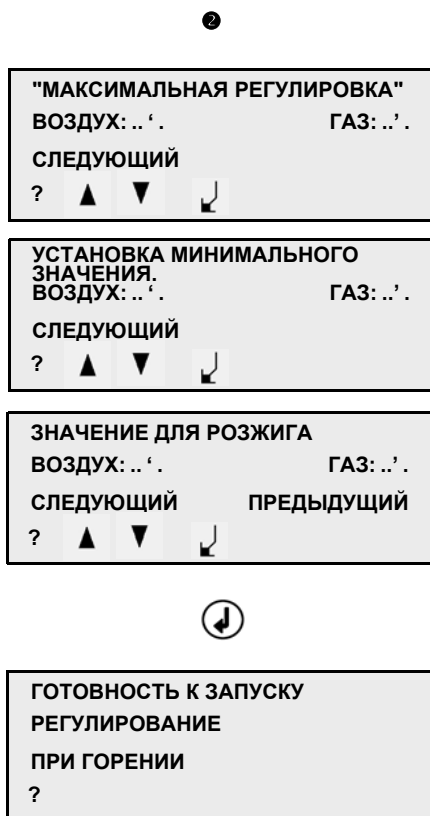 ❷
"МАКСИМАЛЬНАЯ РЕГУЛИРОВКА"
ВОЗДУХ: .. ‘ . ГАЗ: ..’ .
СЛЕДУЮЩИЙ
? ▲ ▼
УСТАНОВКА МИНИМАЛЬНОГО
ЗНАЧЕНИЯ.
ВОЗДУХ: .. ‘ . ГАЗ: ..’ .
СЛЕДУЮЩИЙ
? ▲ ▼
ЗНАЧЕНИЕ ДЛЯ РОЗЖИГА
ВОЗДУХ: .. ‘ . ГАЗ: ..’ .
СЛЕДУЮЩИЙ ПРЕДЫДУЩИЙ
? ▲ ▼
ГОТОВНОСТЬ К ЗАПУСКУ
РЕГУЛИРОВАНИЕ
ПРИ ГОРЕНИИ
?